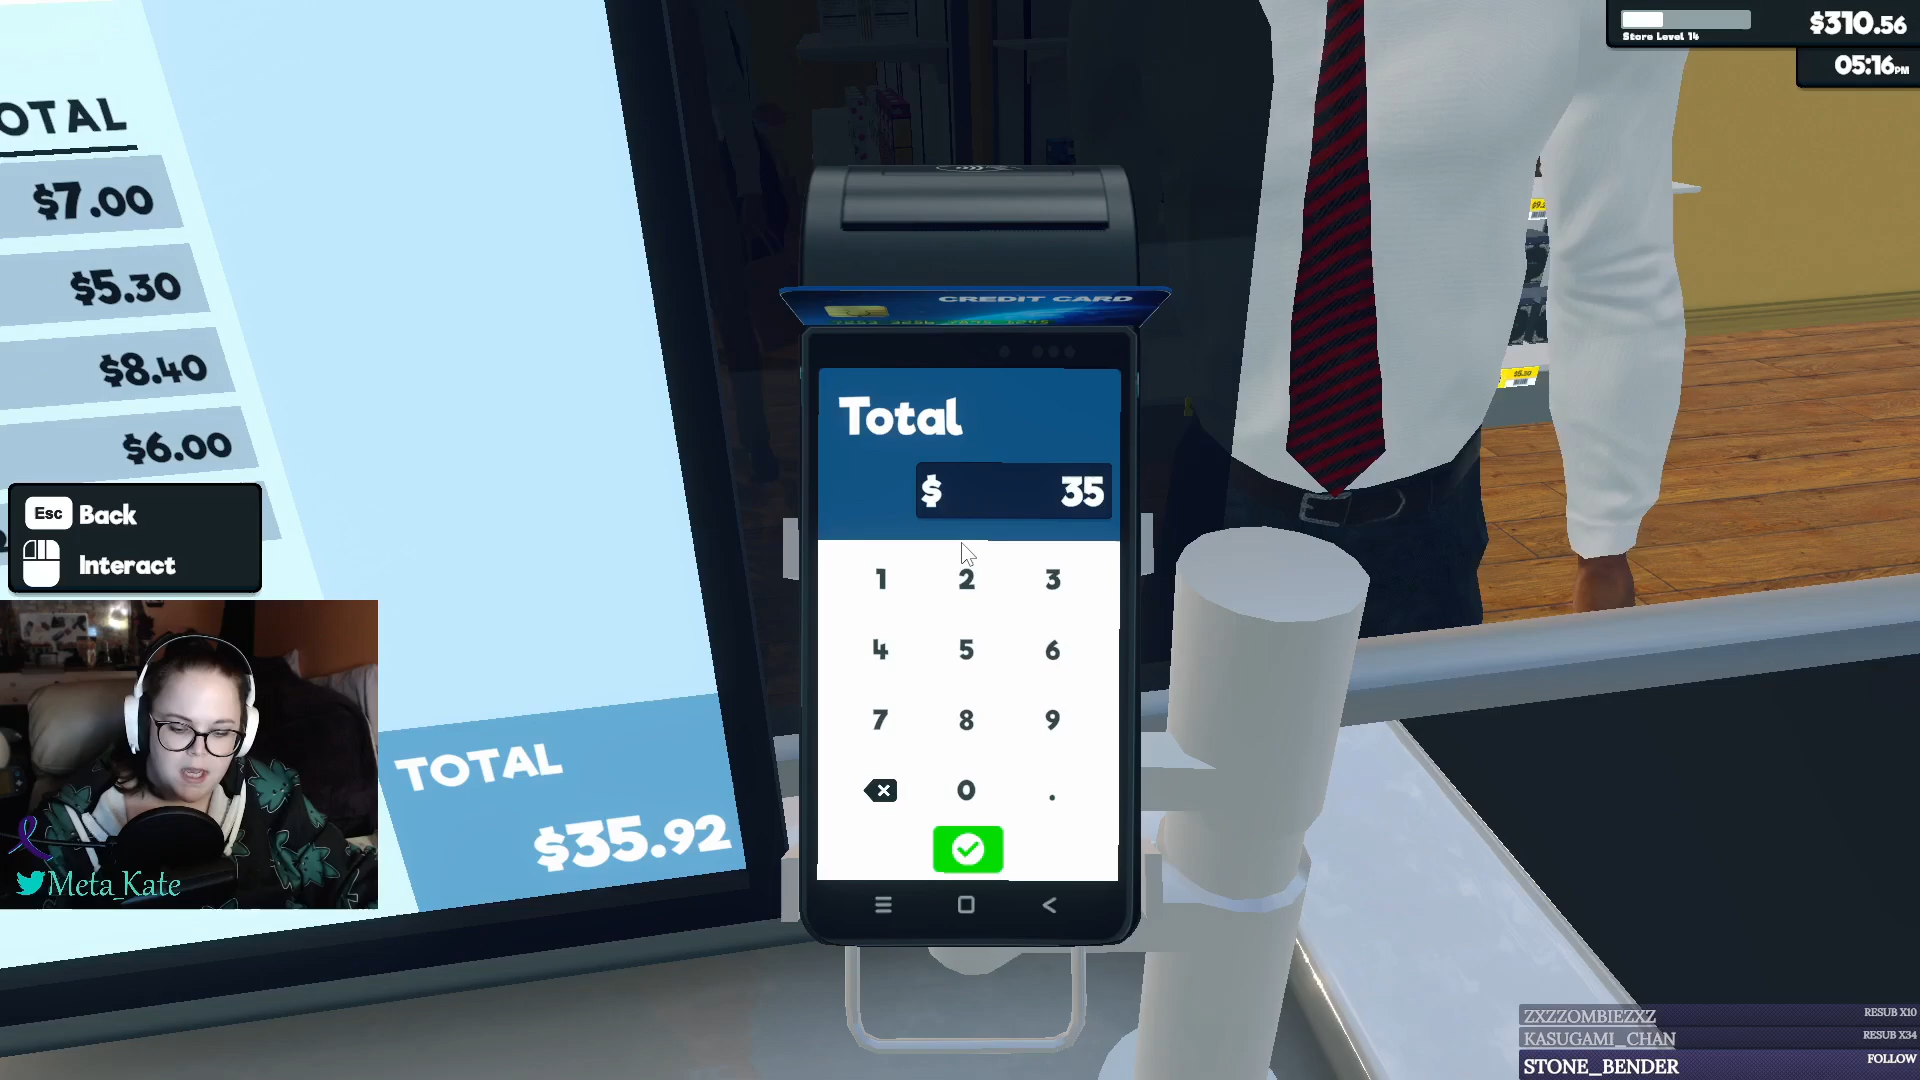 $310.56
Store Level 14
05:16PM
OTAL
$7.00
$5.30
$8.40
$6.00
Esc Back
Interact
TOTAL
$35.92
CREDIT CARD
Total
$ 35
1 2 3
4 5 6
7 8 9
0 .
$5.30
Meta_Kate
ZXZZOMBIEZXZ RESUB X10
KASUGAMI_CHAN RESUB X34
STONE_BENDER FOLLOW